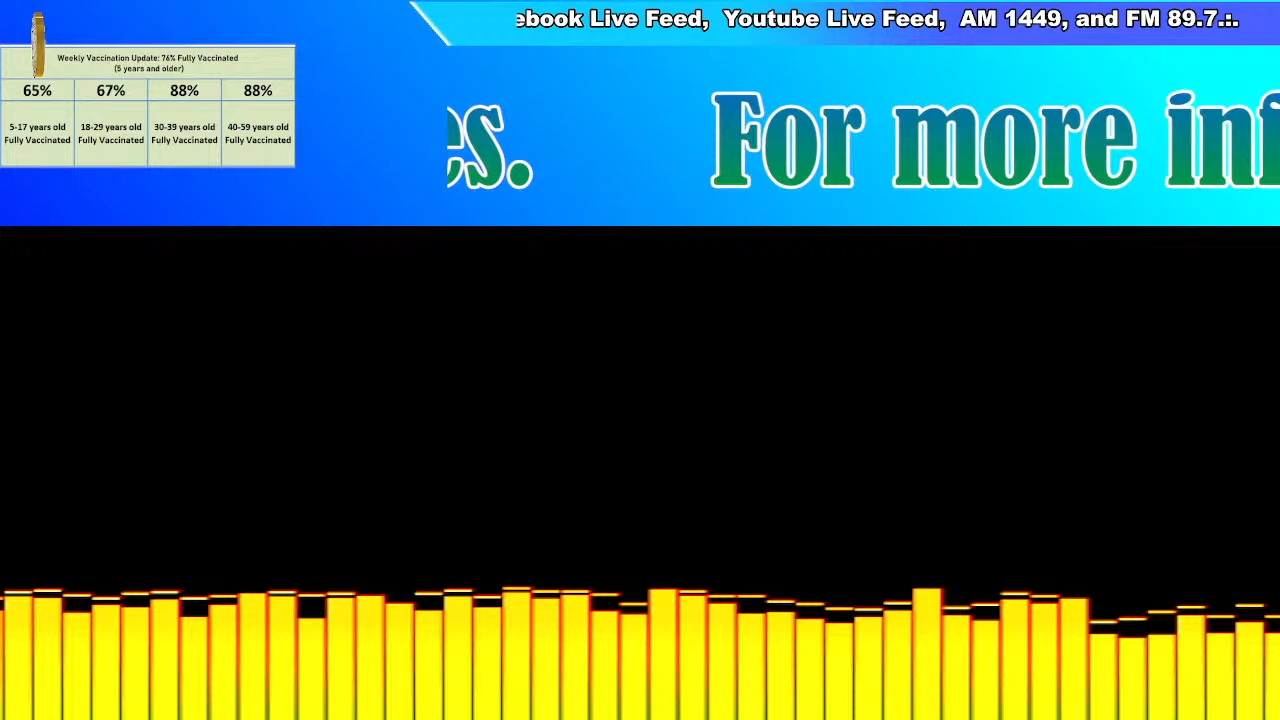 ebook Live Feed, Youtube Live Feed, AM 1449, and FM 89.7.:.
Weekly Vaccination Update: 76% Fully Vaccinated
(5 years and older)
65% 67% 88% 88%
5-17 years old 18-29 years old 30-39 years old 40-59 years old
Fully Vaccinated Fully Vaccinated Fully Vaccinated Fully Vaccinated
es. For more inf